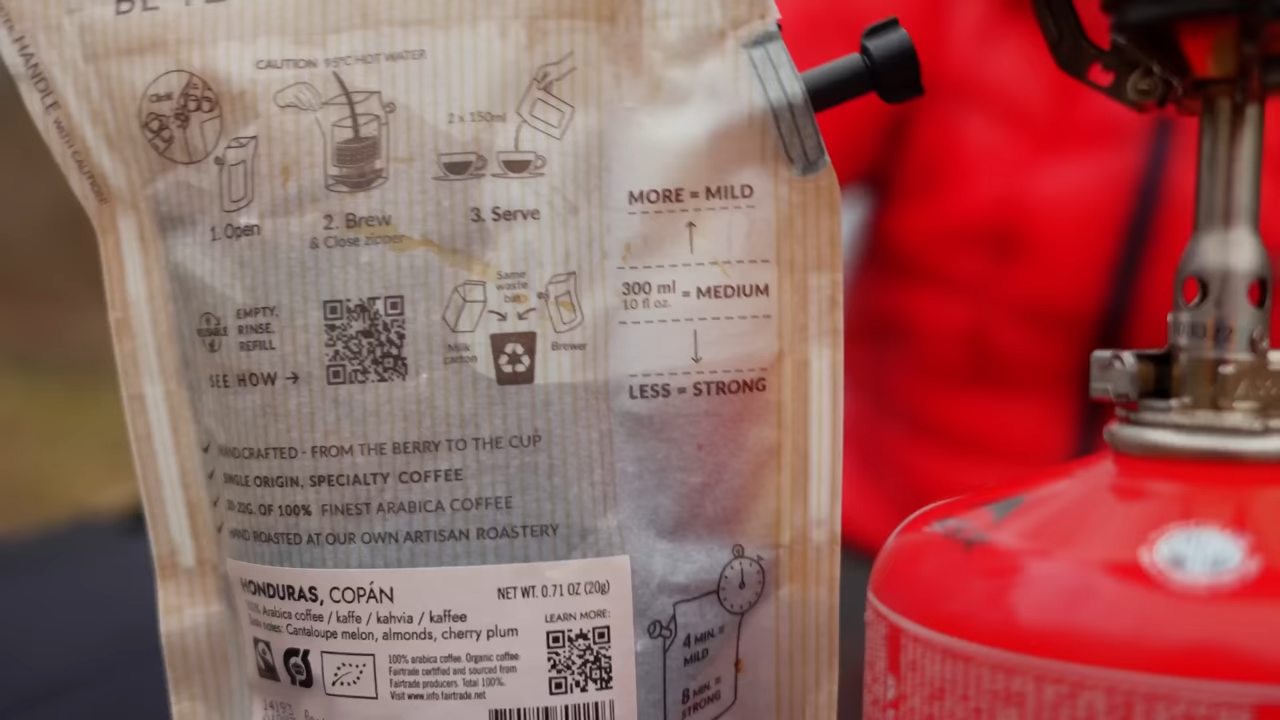 HANDLE WITH CAUTION
CAUTION 95°C HOT WATER
2 x 150ml
1. Open
2. Brew
& Close zipper
3. Serve
MORE = MILD
300 ml = MEDIUM
10 fl oz.
LESS = STRONG
EMPTY,
RINSE,
REFILL
SEE HOW →
Same
waste
bin
Milk
carton
Brewer
HANDCRAFTED - FROM THE BERRY TO THE CUP
SINGLE ORIGIN, SPECIALTY COFFEE
OF 100% FINEST ARABICA COFFEE
HAND ROASTED AT OUR OWN ARTISAN ROASTERY
HONDURAS, COPÁN
NET WT. 0.71 OZ (20g)
100% Arabica coffee / kaffe / kahvia / kaffee
Taste notes: Cantaloupe melon, almonds, cherry plum
LEARN MORE:
100% arabica coffee. Organic coffee.
Fairtrade certified and sourced from
Fairtrade producers. Total 100%.
Visit www.info.fairtrade.net
4 MIN. =
MILD
8 MIN. =
STRONG